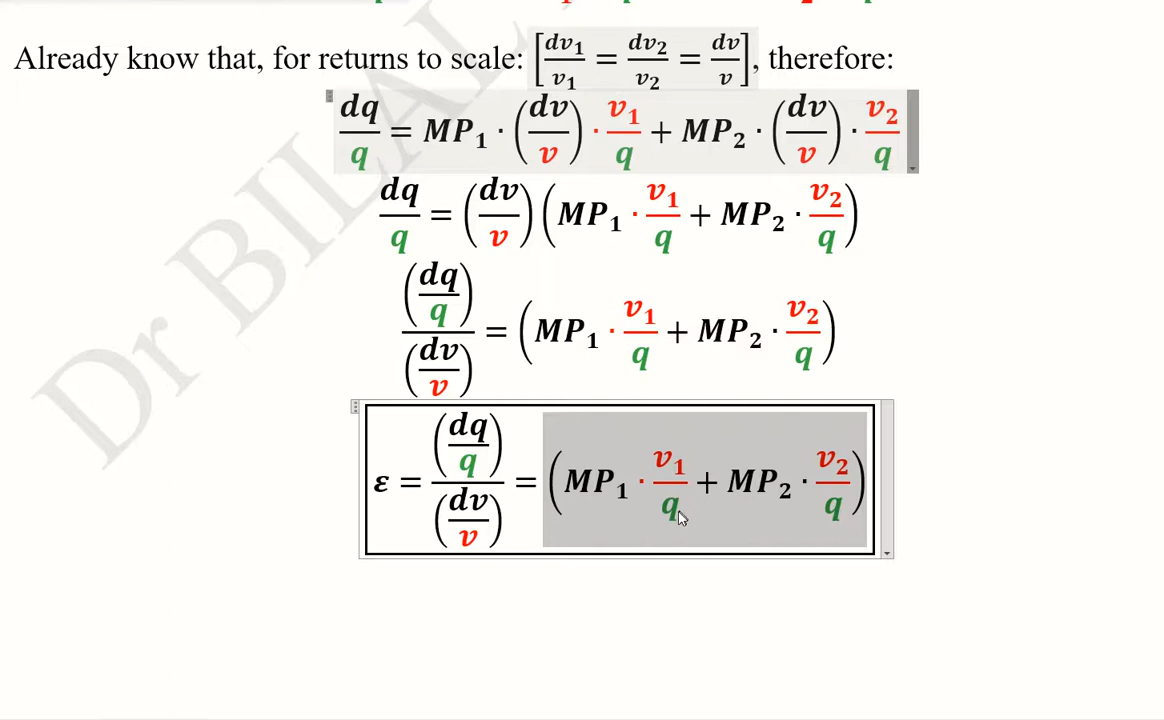 Already know that, for returns to scale: [dv₁/v₁ = dv₂/v₂ = dv/v], therefore:
dq/q = MP₁ · (dv/v) · v₁/q + MP₂ · (dv/v) · v₂/q
dq/q = (dv/v)(MP₁ · v₁/q + MP₂ · v₂/q)
(dq/q)/(dv/v) = (MP₁ · v₁/q + MP₂ · v₂/q)
ε = (dq/q)/(dv/v) = (MP₁ · v₁/q + MP₂ · v₂/q)
Dr BILAL